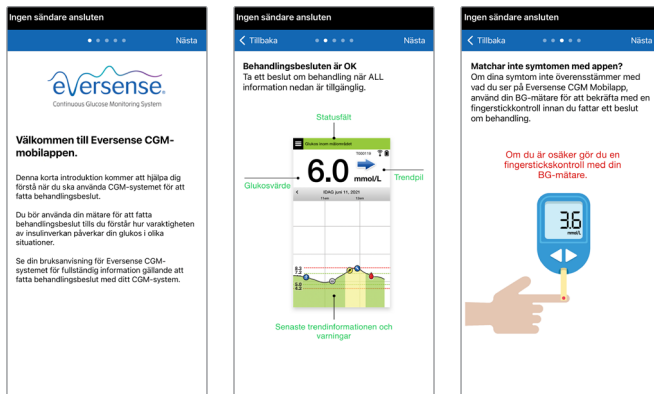 Ingen sändare ansluten
Nästa
eversense.
Continuous Glucose Monitoring System
Välkommen till Eversense CGM-
mobilappen.
Denna korta introduktion kommer att hjälpa dig
förstå när du ska använda CGM-systemet för att
fatta behandlingsbeslut.
Du bör använda din mätare för att fatta
behandlingsbeslut tills du förstår hur varaktigheten
av insulinverkan påverkar din glukos i olika
situationer.
Se din bruksanvisning för Eversense CGM-
systemet för fullständig information gällande att
fatta behandlingsbeslut med ditt CGM-system.
Ingen sändare ansluten
Tillbaka
Nästa
Behandlingsbesluten är OK
Ta ett beslut om behandling när ALL
information nedan är tillgänglig.
Statusfält
Glukos inom målområdet
6.0
mmol/L
Glukosvärde
Trendpil
IDAG juni 11, 2021
Senaste trendinformationen och
varningar
Ingen sändare ansluten
Tillbaka
Nästa
Matchar inte symtomen med appen?
Om dina symtom inte överensstämmer med
vad du ser på Eversense CGM Mobilapp,
använd din BG-mätare för att bekräfta med en
fingerstickkontroll innan du fattar ett beslut
om behandling.
Om du är osäker gör du en
fingerstickskontroll med din
BG-mätare.
3.6
mmol/L